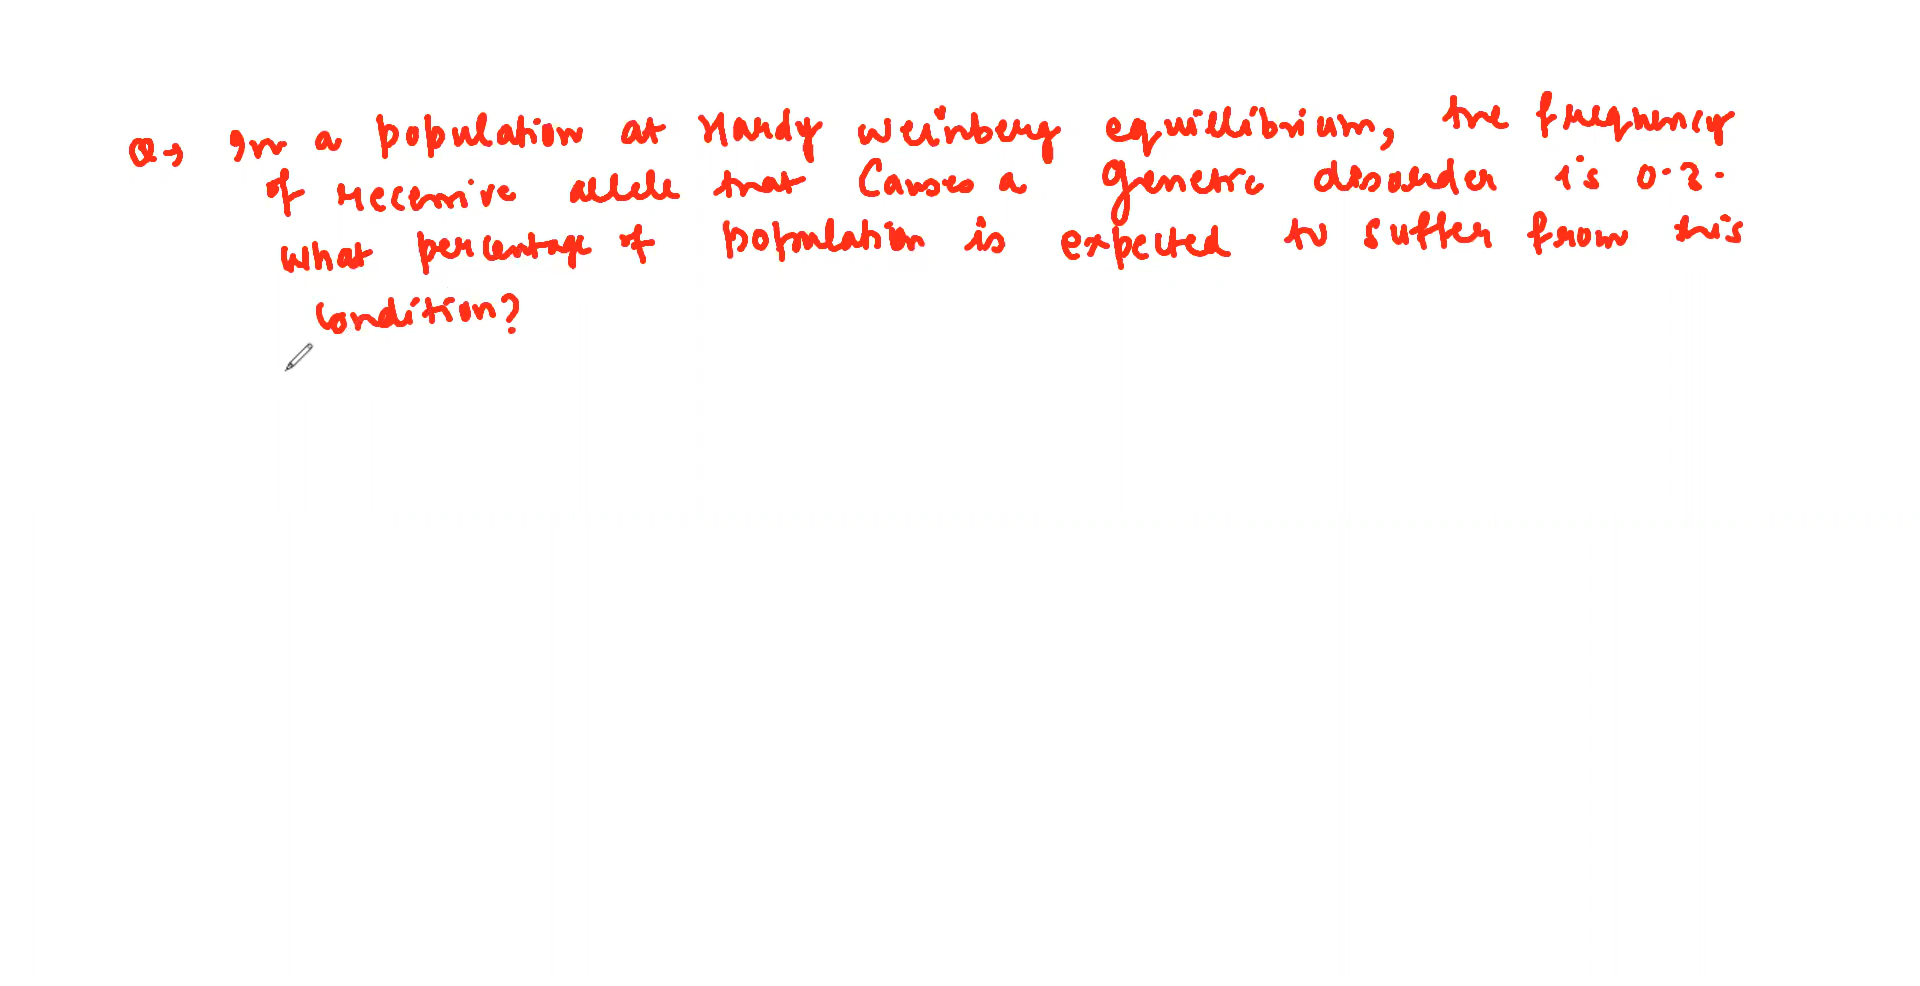 Q→ In a population at Hardy weinberg equillibrium, the frequency
of recessive allele that causes a genetic disorder is 0.2.
what percentage of population is expected to suffer from this
condition?